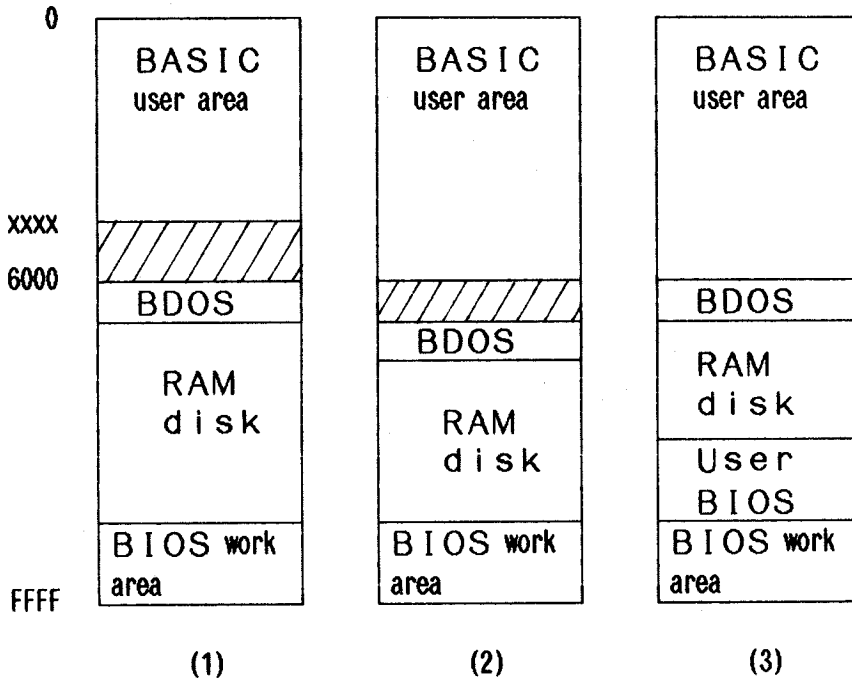 0
XXXX
6000
FFFF
BASIC
user area
BDOS
RAM
disk
BIOS work
area
(1)
BASIC
user area
BDOS
RAM
disk
BIOS work
area
(2)
BASIC
user area
BDOS
RAM
disk
User
BIOS
BIOS work
area
(3)